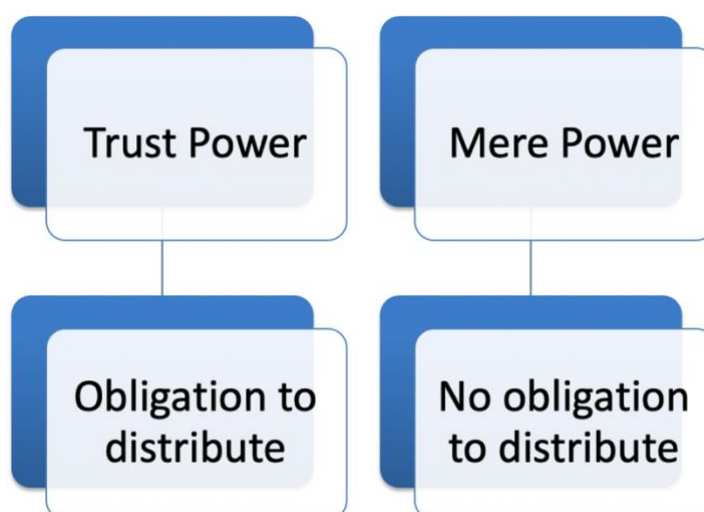 Trust Power
Mere Power
Obligation to
distribute
No obligation
to distribute